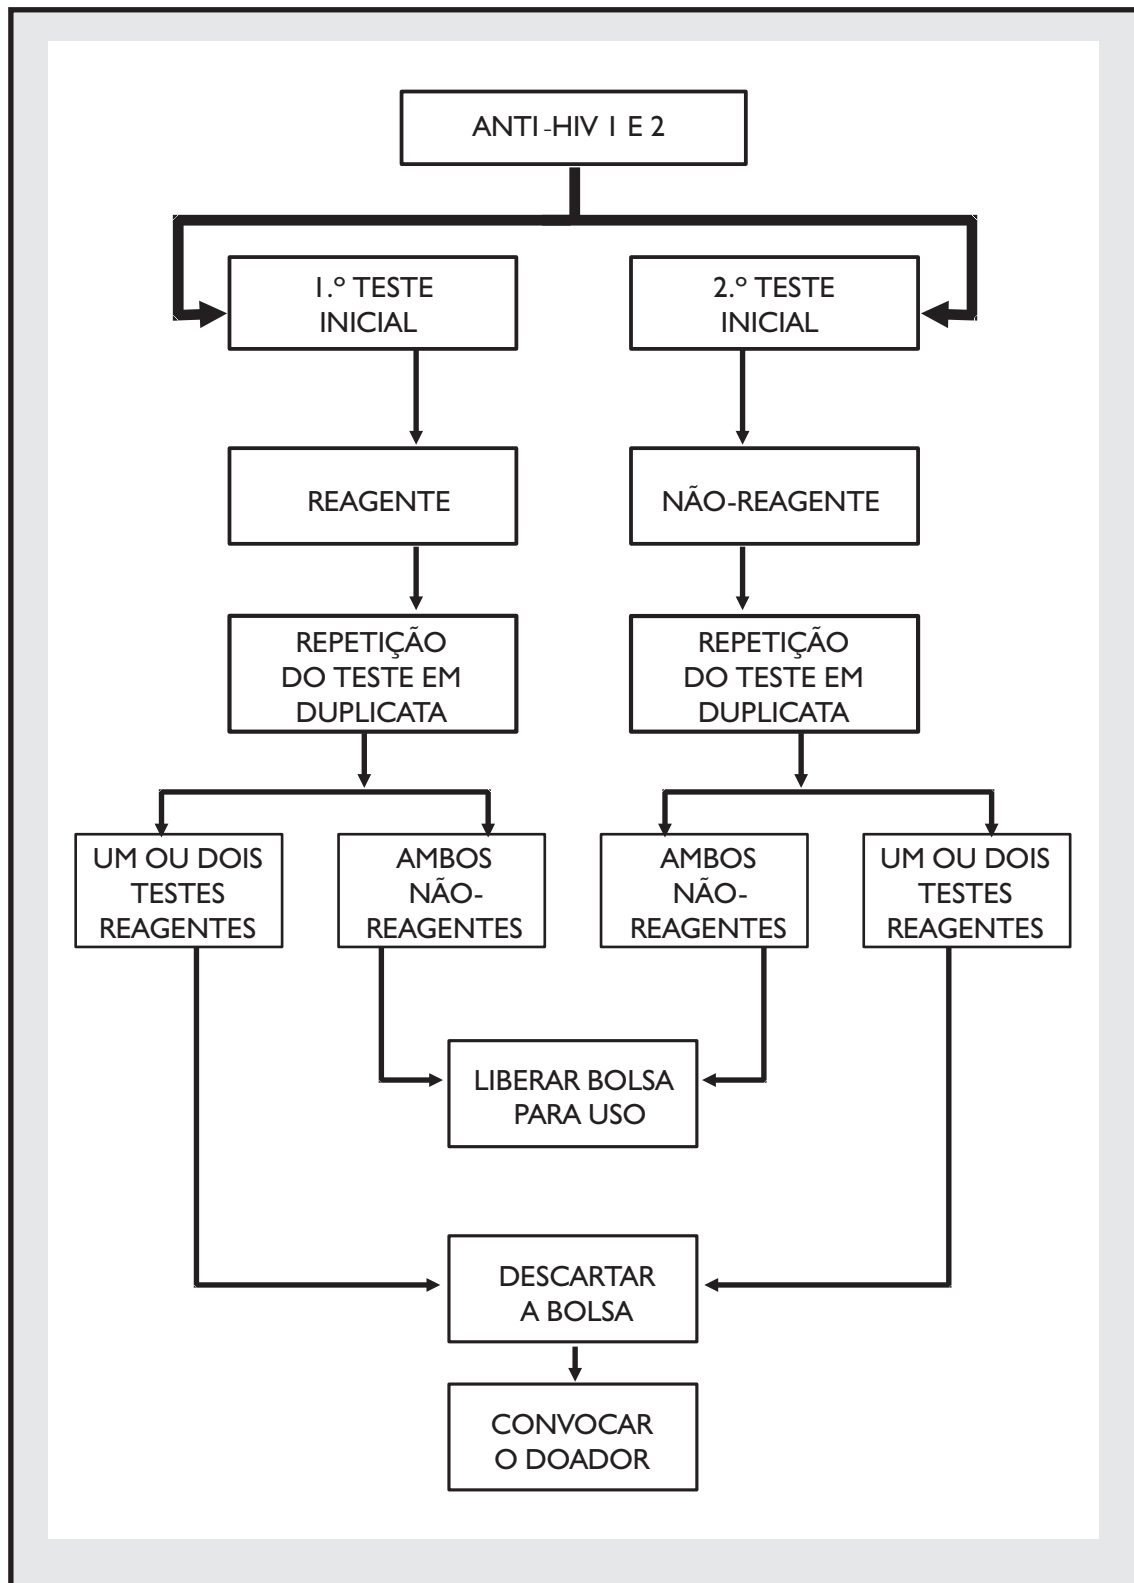 ANTI-HIV 1 E 2
1.º TESTE
INICIAL
2.º TESTE
INICIAL
REAGENTE
NÃO-REAGENTE
REPETIÇÃO
DO TESTE EM
DUPLICATA
REPETIÇÃO
DO TESTE EM
DUPLICATA
UM OU DOIS
TESTES
REAGENTES
AMBOS
NÃO-
REAGENTES
AMBOS
NÃO-
REAGENTES
UM OU DOIS
TESTES
REAGENTES
LIBERAR BOLSA
PARA USO
DESCARTAR
A BOLSA
CONVOCAR
O DOADOR